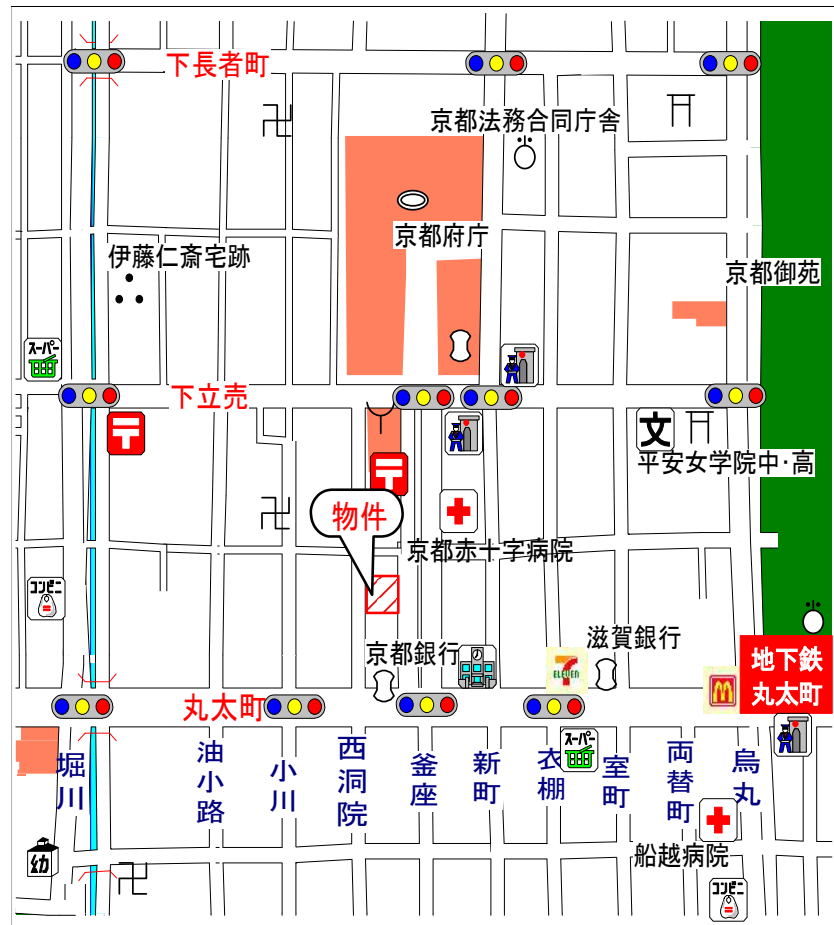 下長者町
京都法務合同庁舎
京都府庁
伊藤仁斎宅跡
京都御苑
スーパー
下立売
文
平安女学院中・高
物件
京都赤十字病院
コンビニ
京都銀行
滋賀銀行
7
ELEVEN
地下鉄
丸太町
丸太町
スーパー
堀川
油小路
小川
西洞院
釜座
新町
衣棚
室町
両替町
烏丸
船越病院
幼
コンビニ